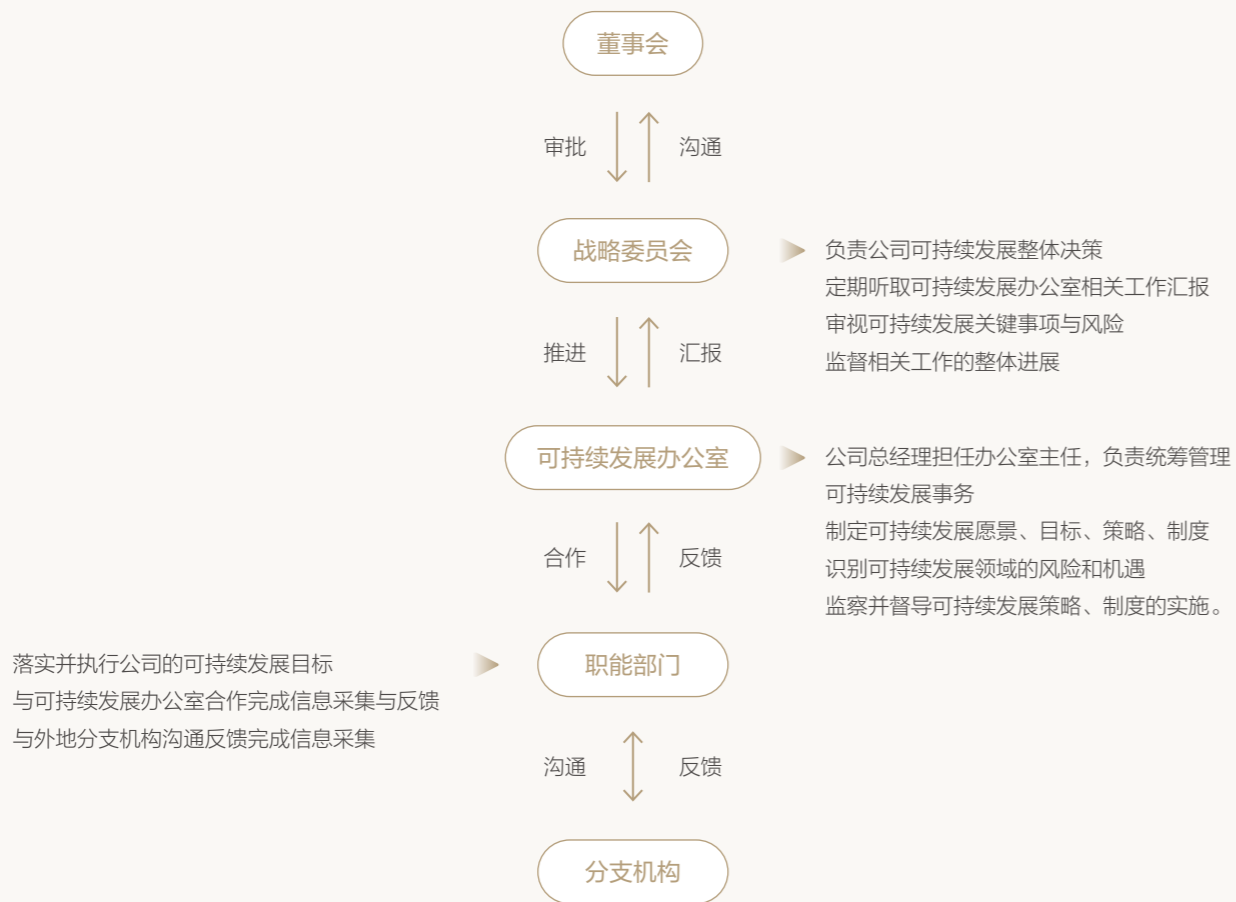 董事会
审批 沟通
战略委员会
负责公司可持续发展整体决策
定期听取可持续发展办公室相关工作汇报
审视可持续发展关键事项与风险
监督相关工作的整体进展
推进 汇报
可持续发展办公室
公司总经理担任办公室主任，负责统筹管理
可持续发展事务
制定可持续发展愿景、目标、策略、制度
识别可持续发展领域的风险和机遇
监察并督导可持续发展策略、制度的实施。
合作 反馈
职能部门
落实并执行公司的可持续发展目标
与可持续发展办公室合作完成信息采集与反馈
与外地分支机构沟通反馈完成信息采集
沟通 反馈
分支机构